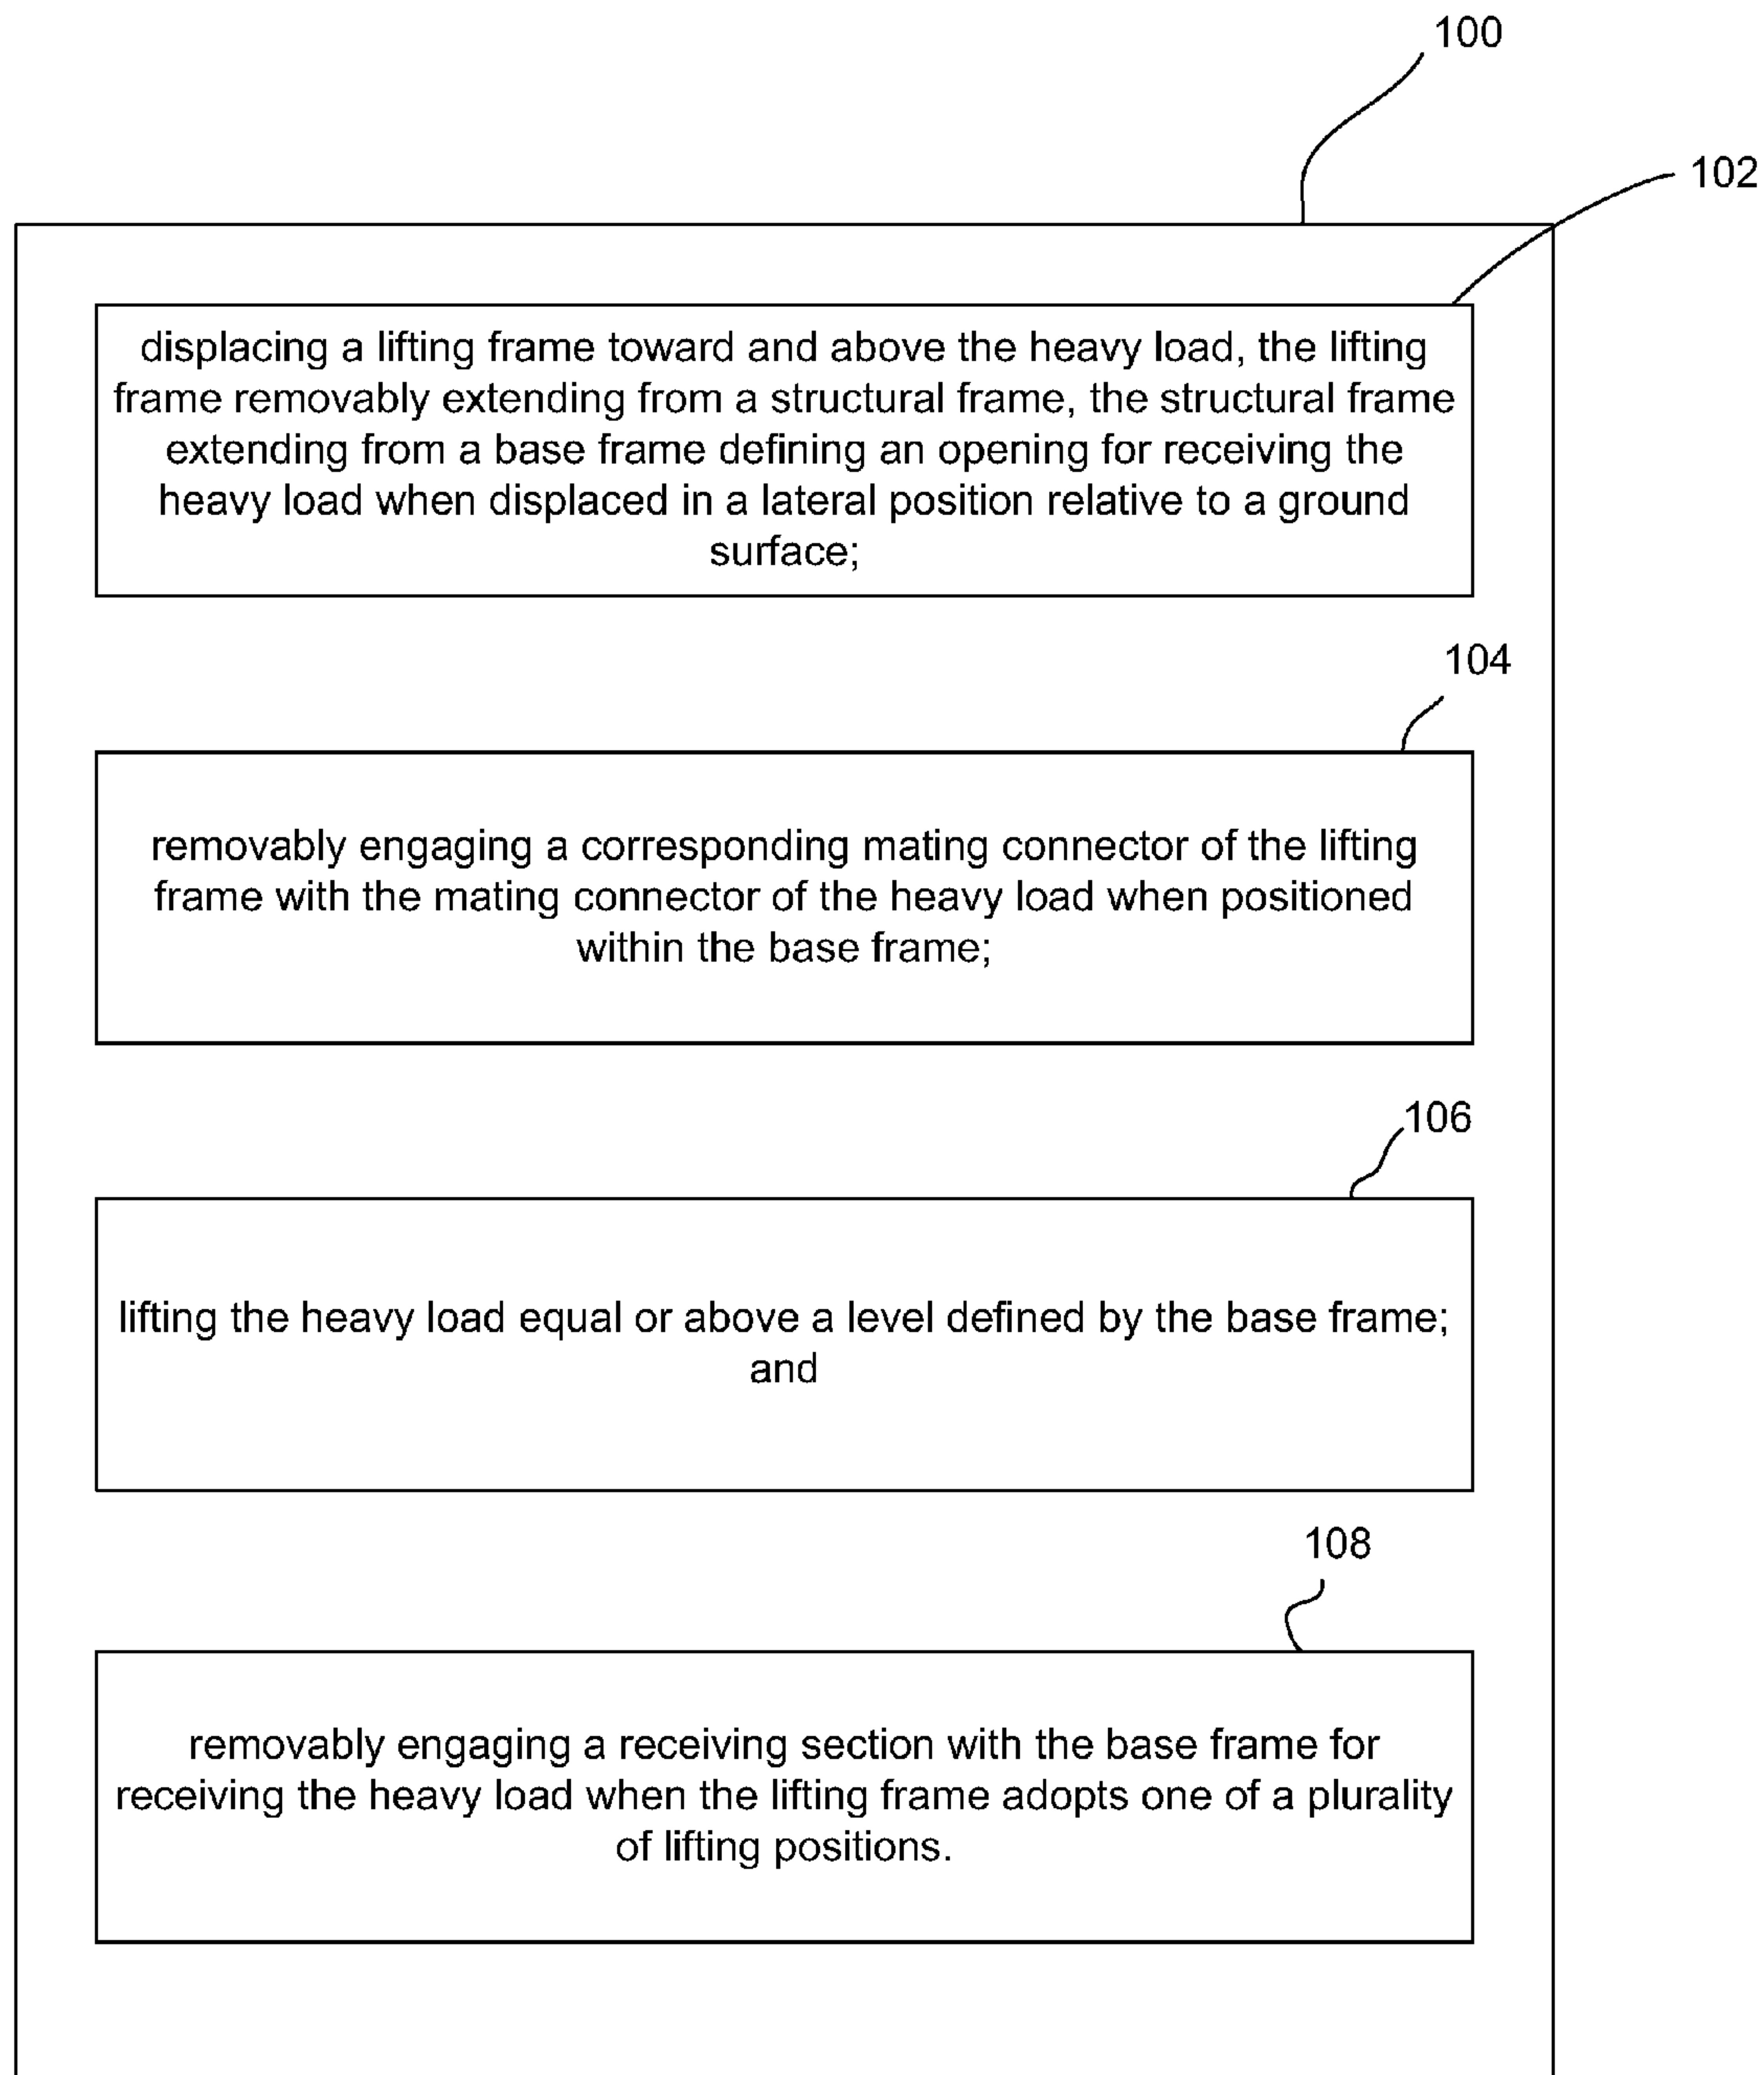 100
102
displacing a lifting frame toward and above the heavy load, the lifting
frame removably extending from a structural frame, the structural frame
extending from a base frame defining an opening for receiving the
heavy load when displaced in a lateral position relative to a ground
surface;
104
removably engaging a corresponding mating connector of the lifting
frame with the mating connector of the heavy load when positioned
within the base frame;
106
lifting the heavy load equal or above a level defined by the base frame;
and
108
removably engaging a receiving section with the base frame for
receiving the heavy load when the lifting frame adopts one of a plurality
of lifting positions.